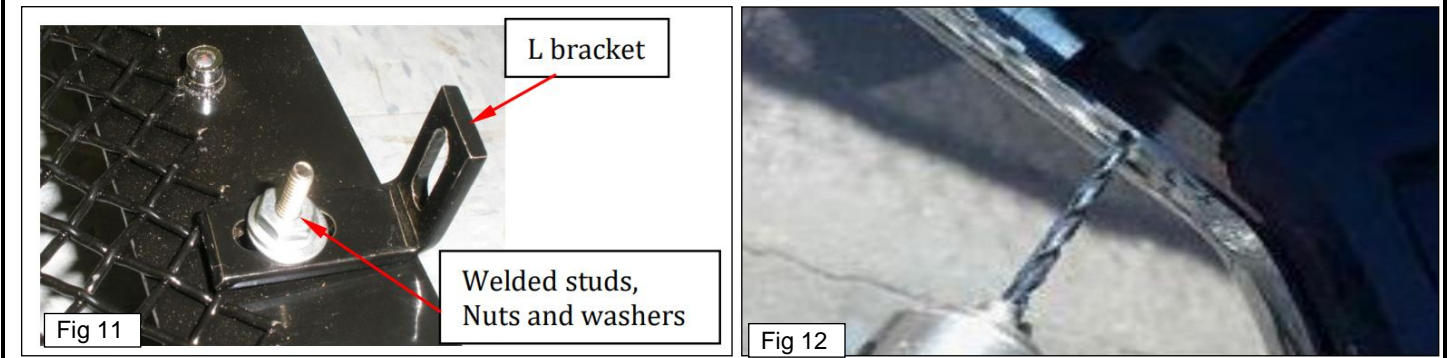 L bracket
Welded studs,
Nuts and washers
Fig 11
Fig 12